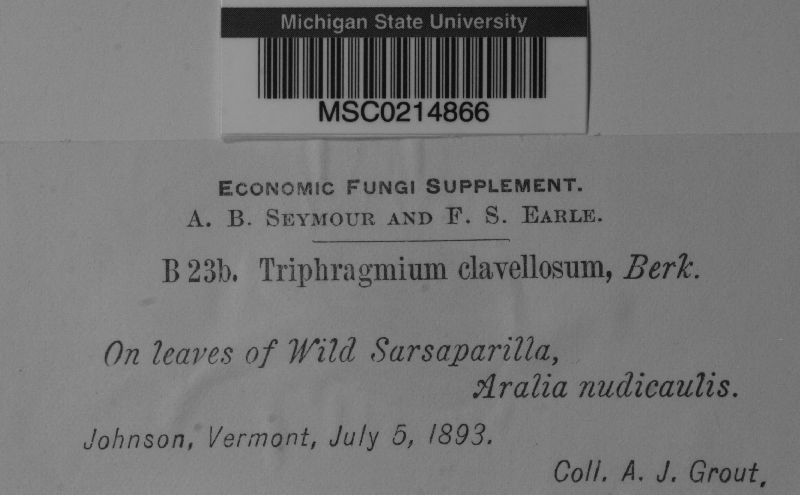 Michigan State University
MSC0214866
Economic Fungi Supplement.
A. B. Seymour and F. S. Earle.
B 23b. Triphragmium clavellosum, Berk.
On leaves of Wild Sarsaparilla,
Aralia nudicaulis.
Johnson, Vermont, July 5, 1893.
Coll. A. J. Grout.